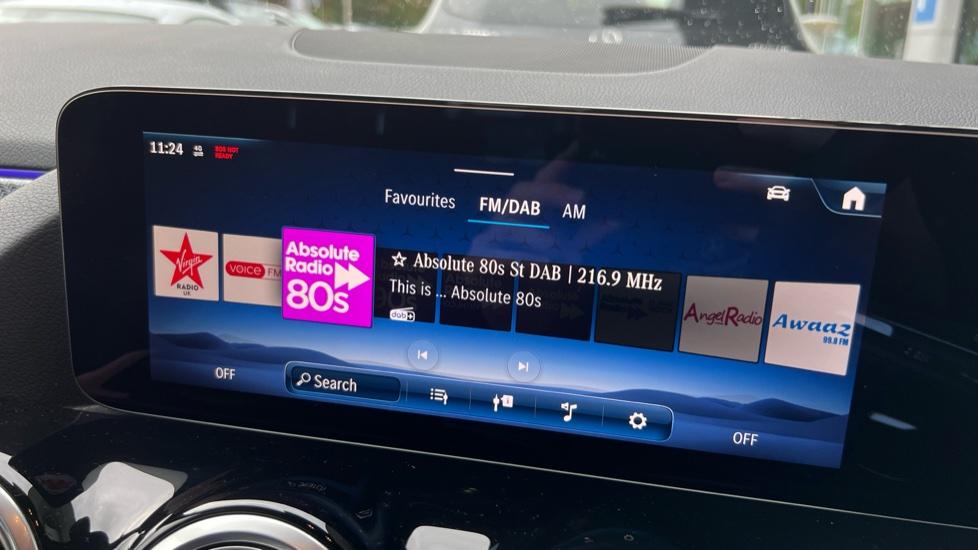 11:24 4G SOS NOT
READY
Favourites FM/DAB AM
Virgin
RADIO
UK
VOICE FM
Absolute
Radio
80s
Absolute 80s St DAB | 216.9 MHz
This is ... Absolute 80s
dab+
AngelRadio
Awaaz
99.8 FM
OFF
Search
OFF